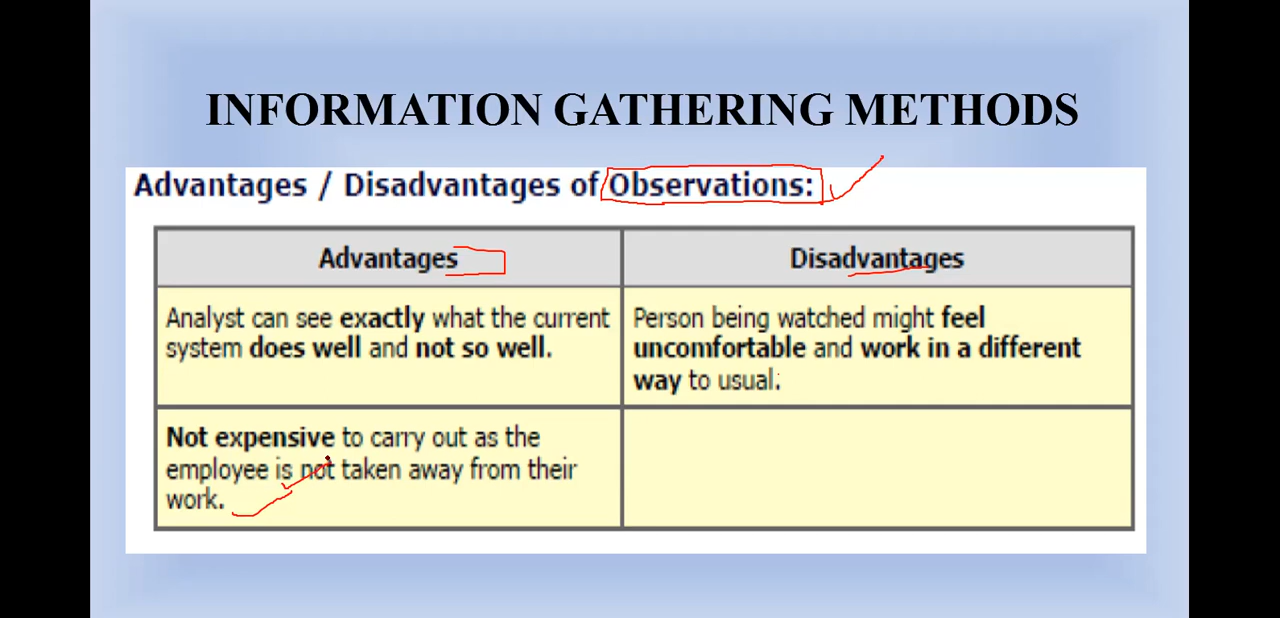 INFORMATION GATHERING METHODS
Advantages / Disadvantages of Observations:
Advantages
Disadvantages
Analyst can see exactly what the current
system does well and not so well.
Person being watched might feel
uncomfortable and work in a different
way to usual.
Not expensive to carry out as the
employee is not taken away from their
work.